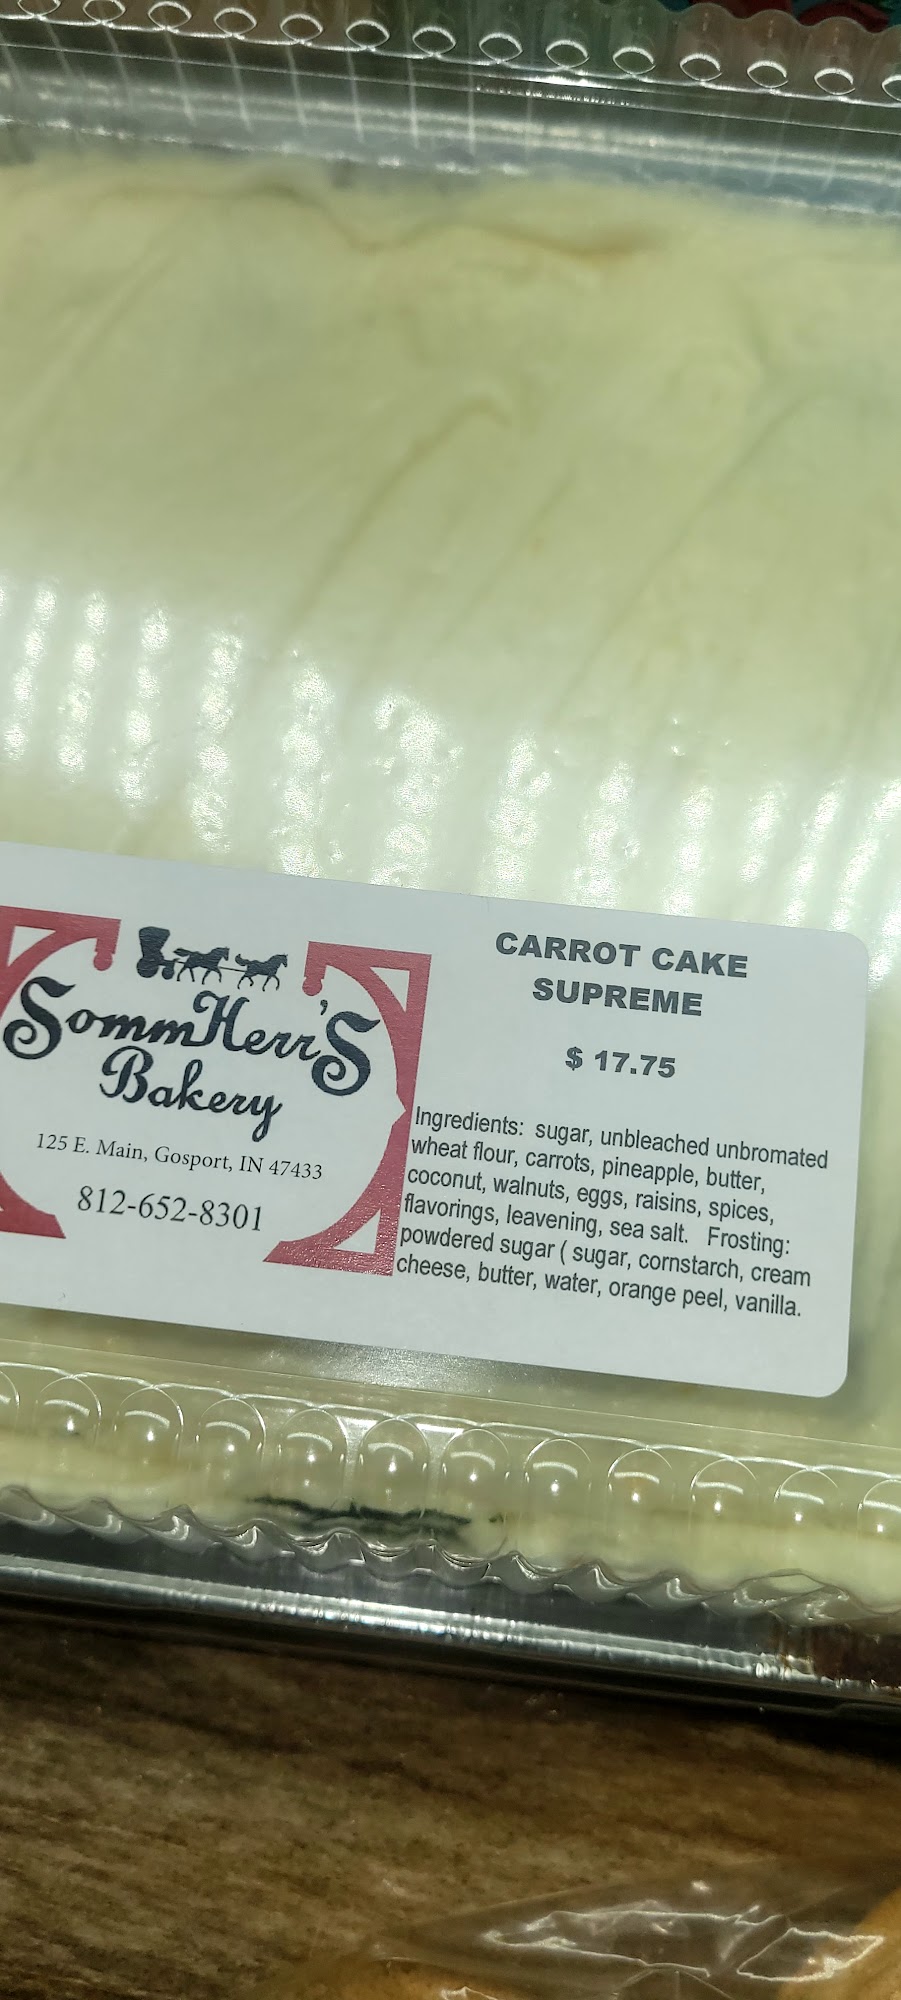 SommHerr'S
Bakery
125 E. Main, Gosport, IN 47433
812-652-8301
CARROT CAKE
SUPREME
$ 17.75
Ingredients: sugar, unbleached unbromated
wheat flour, carrots, pineapple, butter,
coconut, walnuts, eggs, raisins, spices,
flavorings, leavening, sea salt. Frosting:
powdered sugar ( sugar, cornstarch, cream
cheese, butter, water, orange peel, vanilla.